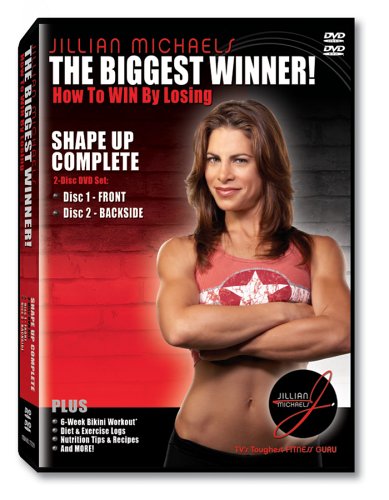 JILLIAN MICHAELS
THE BIGGEST WINNER!
How To WIN By Losing
DVD
DVD
SHAPE UP
COMPLETE
2-Disc DVD Set:
Disc 1 - FRONT
Disc 2 - BACKSIDE
PLUS
6-Week Bikini Workout*
Diet & Exercise Logs
Nutrition Tips & Recipes
And MORE!
JILLIAN
MICHAELS
TV's Toughest FITNESS GURU
THE BIGGEST WINNER!
SHAPE UP COMPLETE